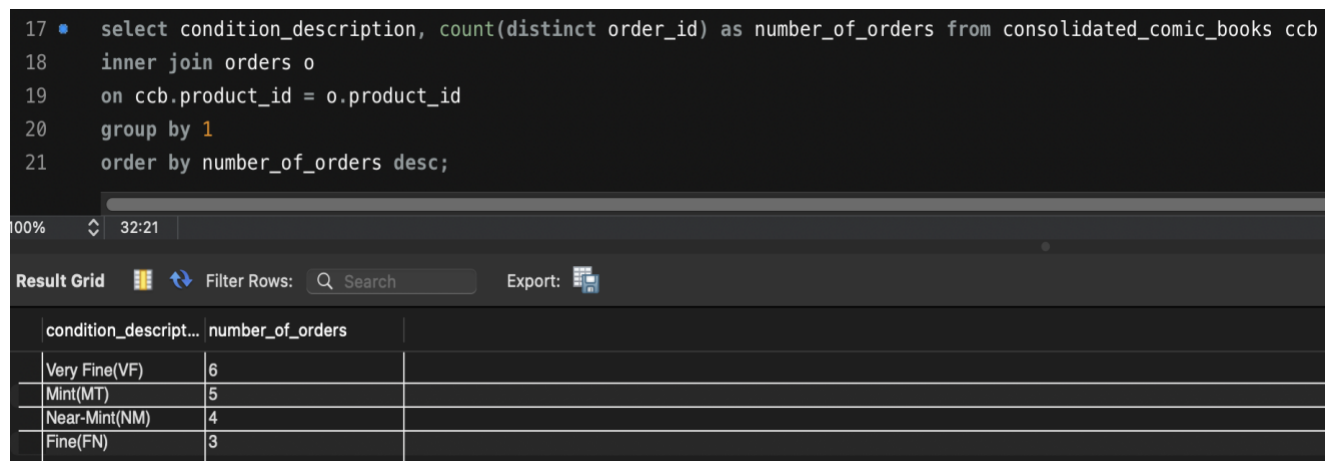 17 select condition_description, count(distinct order_id) as number_of_orders from consolidated_comic_books ccb
18 inner join orders o
19 on ccb.product_id = o.product_id
20 group by 1
21 order by number_of_orders desc;
100% 32:21
Result Grid Filter Rows: Search Export:
condition_descript... number_of_orders
Very Fine(VF) 6
Mint(MT) 5
Near-Mint(NM) 4
Fine(FN) 3